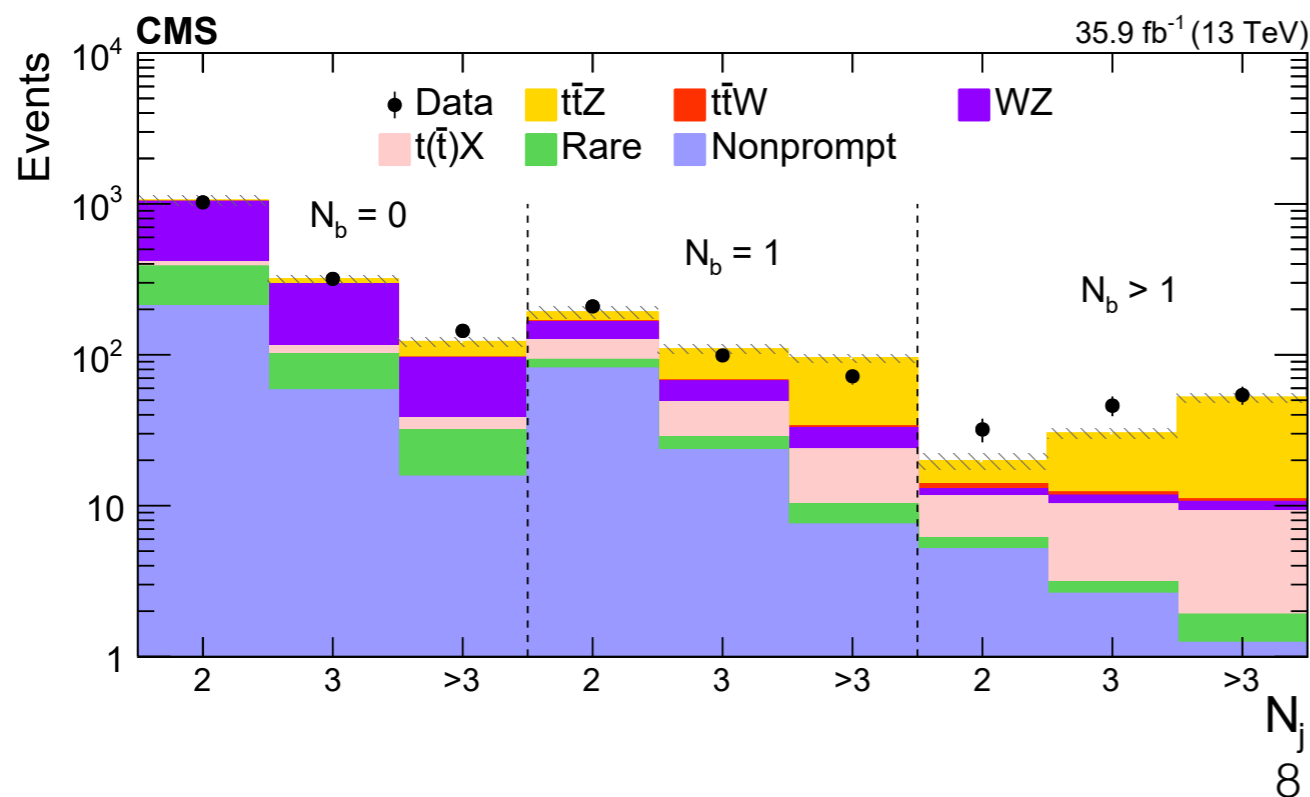 CMS 35.9 fb⁻¹ (13 TeV)
Events
10⁴
10³
10²
10
1
Data tt̄Z tt̄W WZ
t(t̄)X Rare Nonprompt
N_b = 0
N_b = 1
N_b > 1
2 3 >3 2 3 >3 2 3 >3
N_j
8